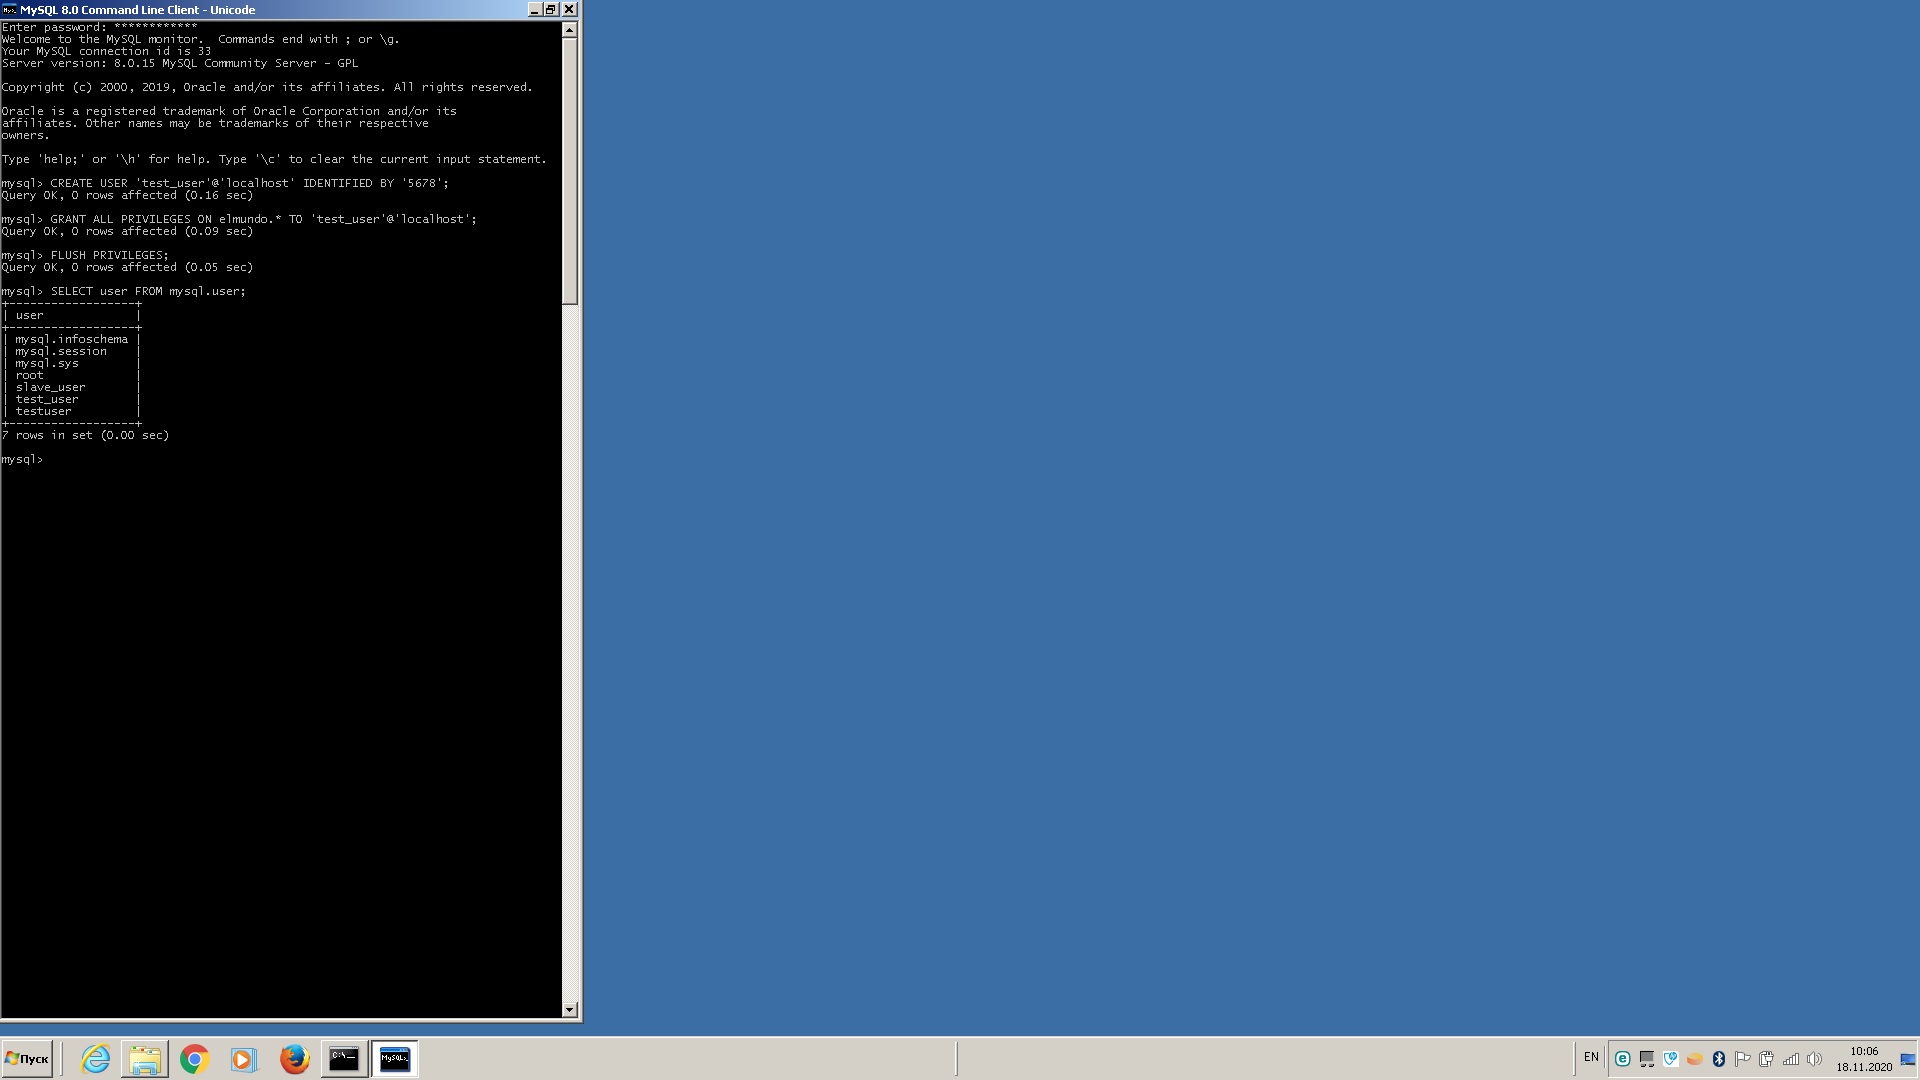 MySQL 8.0 Command Line Client - Unicode
Enter password: ************
Welcome to the MySQL monitor.  Commands end with ; or \g.
Your MySQL connection id is 33
Server version: 8.0.15 MySQL Community Server - GPL
Copyright (c) 2000, 2019, Oracle and/or its affiliates. All rights reserved.
Oracle is a registered trademark of Oracle Corporation and/or its
affiliates. Other names may be trademarks of their respective
owners.
Type 'help;' or '\h' for help. Type '\c' to clear the current input statement.
mysql> CREATE USER 'test_user'@'localhost' IDENTIFIED BY '5678';
Query OK, 0 rows affected (0.16 sec)
mysql> GRANT ALL PRIVILEGES ON elmundo.* TO 'test_user'@'localhost';
Query OK, 0 rows affected (0.09 sec)
mysql> FLUSH PRIVILEGES;
Query OK, 0 rows affected (0.05 sec)
mysql> SELECT user FROM mysql.user;
+------------------+
| user             |
+------------------+
| mysql.infoschema |
| mysql.session    |
| mysql.sys        |
| root             |
| slave_user       |
| test_user        |
| testuser         |
+------------------+
7 rows in set (0.00 sec)
mysql>
Пуск
C:\
MySQL
EN
10:06
18.11.2020